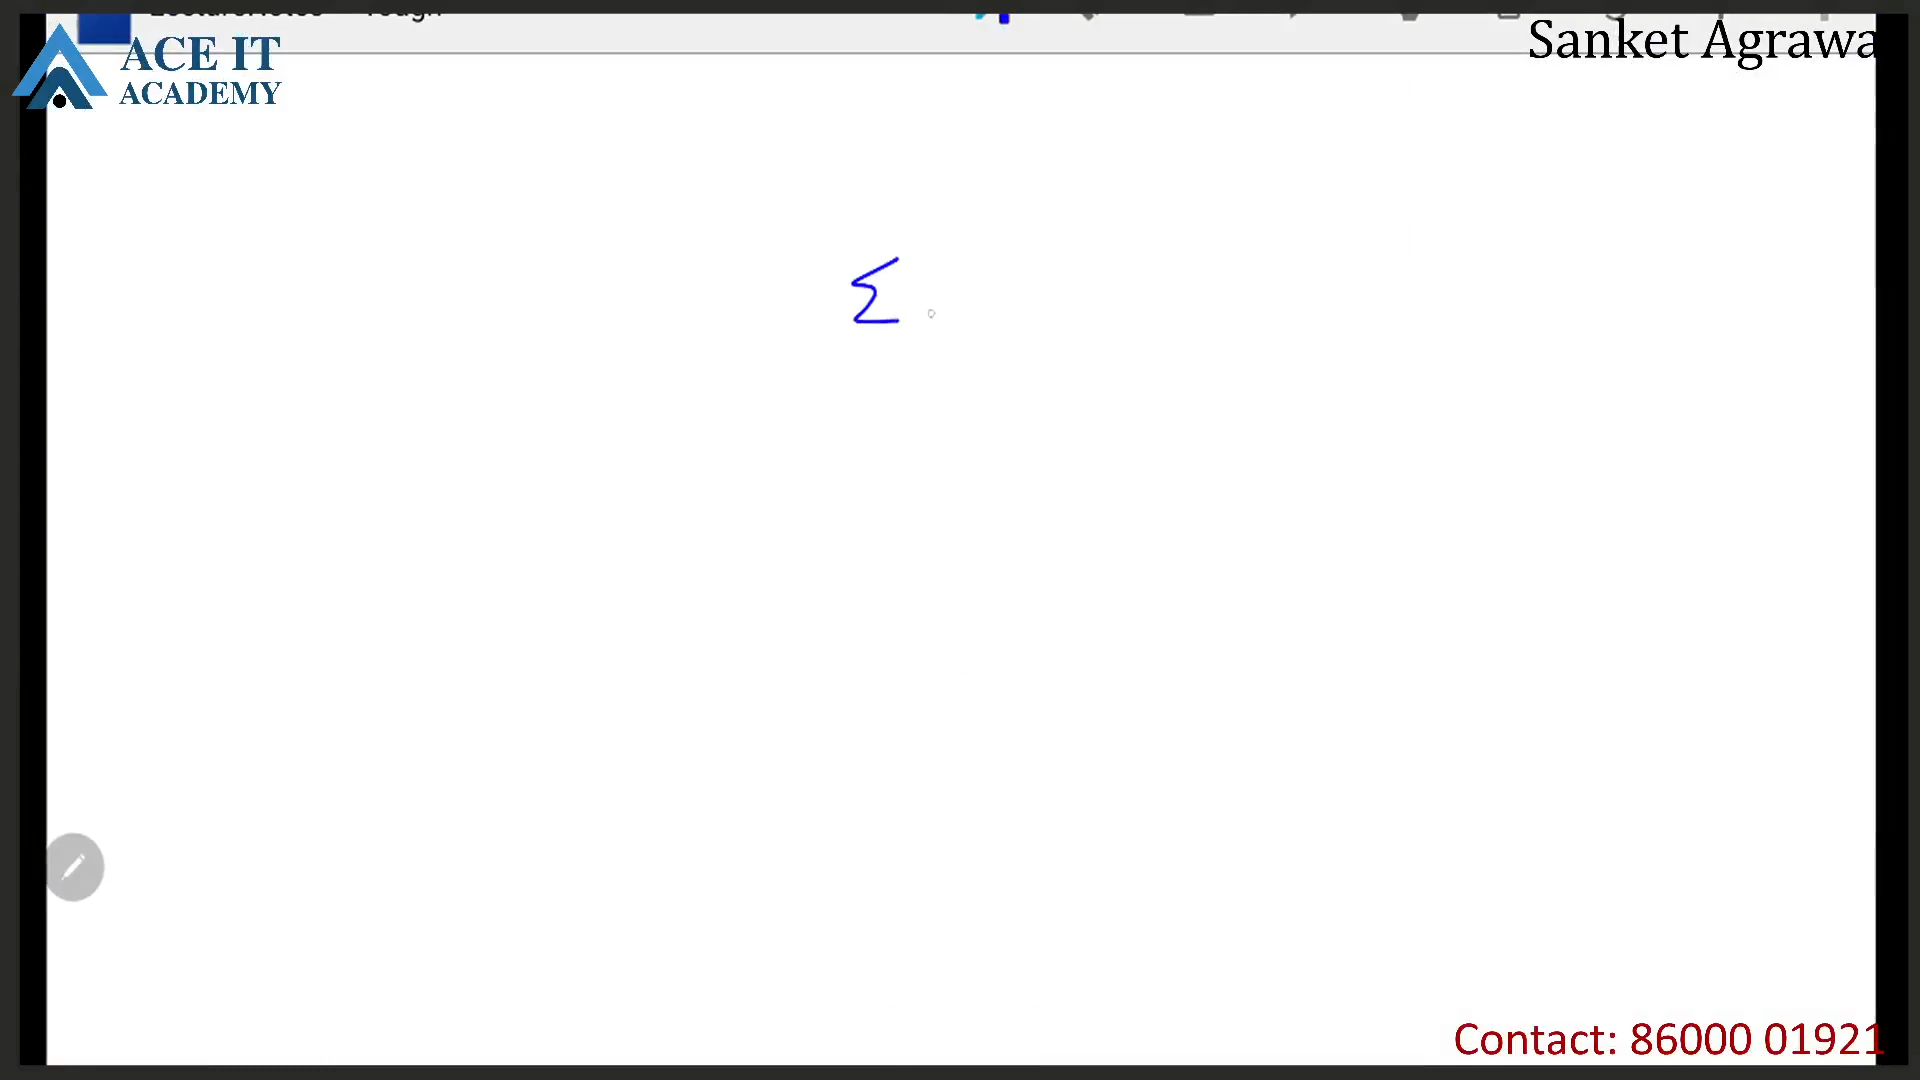 Sanket Agrawa
ACE IT
ACADEMY
Σ
Contact: 86000 01921